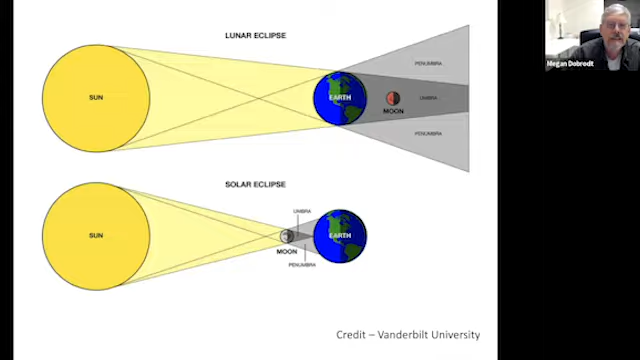 LUNAR ECLIPSE
PENUMBRA
SUN
EARTH
UMBRA
MOON
PENUMBRA
SOLAR ECLIPSE
UMBRA
SUN
EARTH
MOON
PENUMBRA
Credit – Vanderbilt University
Megan Dobrodt